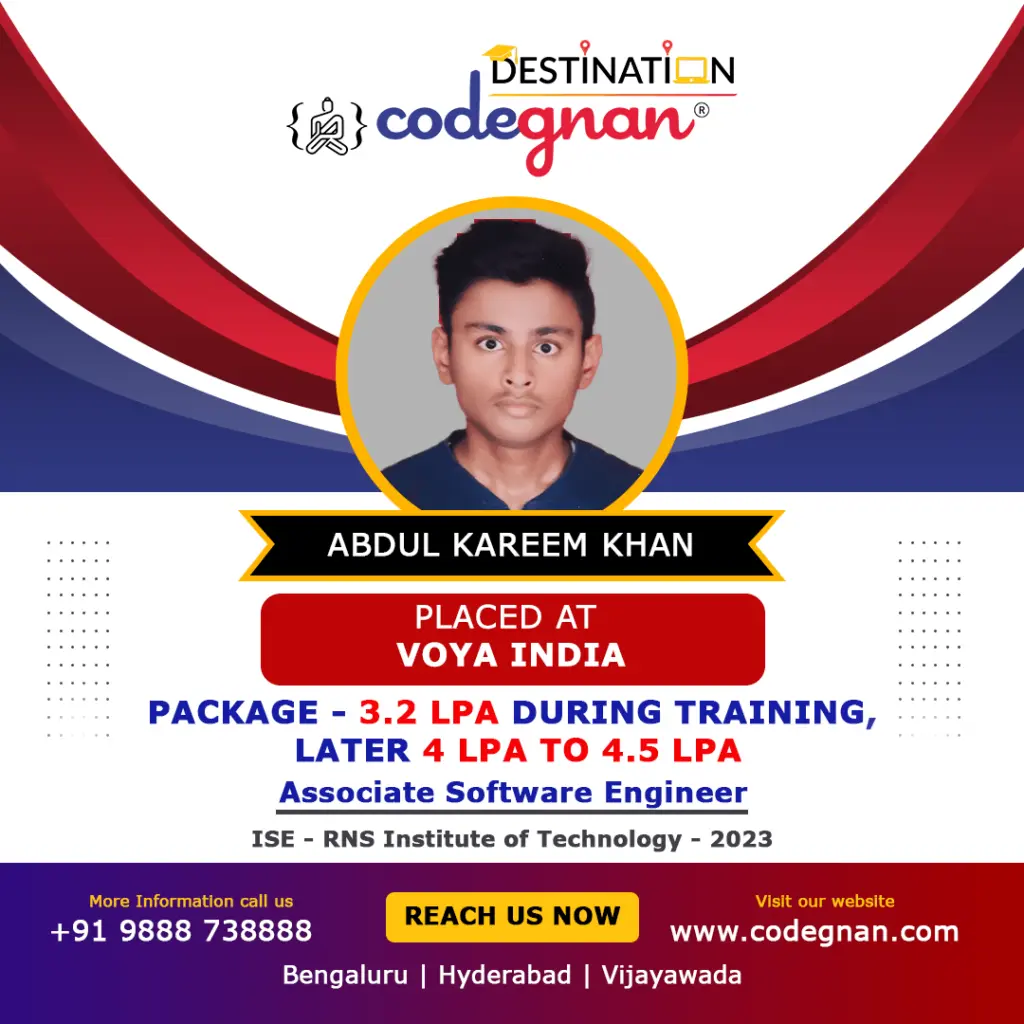 DESTINATION
codegnan®
ABDUL KAREEM KHAN
PLACED AT
VOYA INDIA
PACKAGE - 3.2 LPA DURING TRAINING,
LATER 4 LPA TO 4.5 LPA
Associate Software Engineer
ISE - RNS Institute of Technology - 2023
More Information call us
+91 9888 738888
REACH US NOW
Visit our website
www.codegnan.com
Bengaluru | Hyderabad | Vijayawada